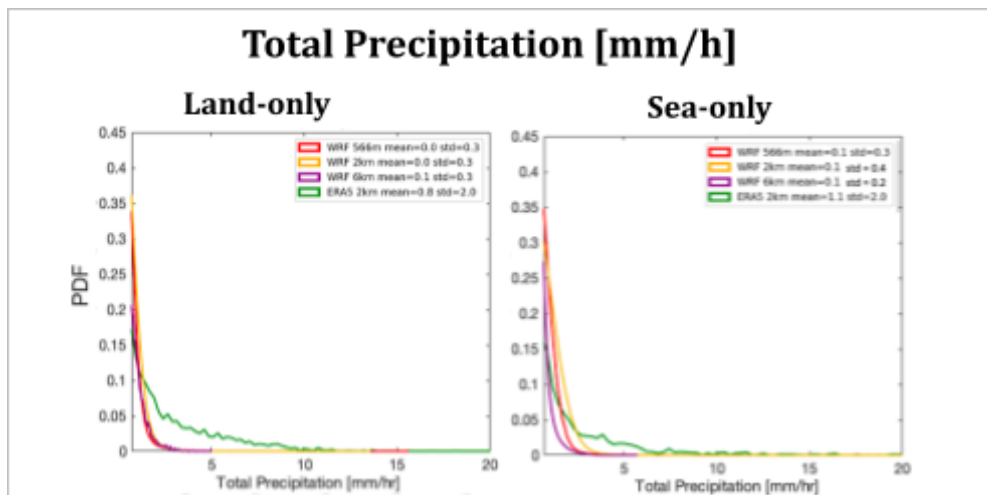 Total Precipitation [mm/h]
Land-only
0.45
0.4
0.35
0.3
0.25
0.2
0.15
0.1
0.05
0
PDF
WRF 566m mean=0.0 std=0.3
WRF 2km mean=0.0 std=0.3
WRF 6km mean=0.1 std=0.3
ERA5 2km mean=0.8 std=2.0
5 10 15 20
Total Precipitation [mm/hr]
Sea-only
0.45
0.4
0.35
0.3
0.25
0.2
0.15
0.1
0.05
0
WRF 566m mean=0.1 std=0.3
WRF 2km mean=0.1 std=0.4
WRF 6km mean=0.1 std=0.2
ERA5 2km mean=1.1 std=2.0
5 10 15 20
Total Precipitation [mm/hr]